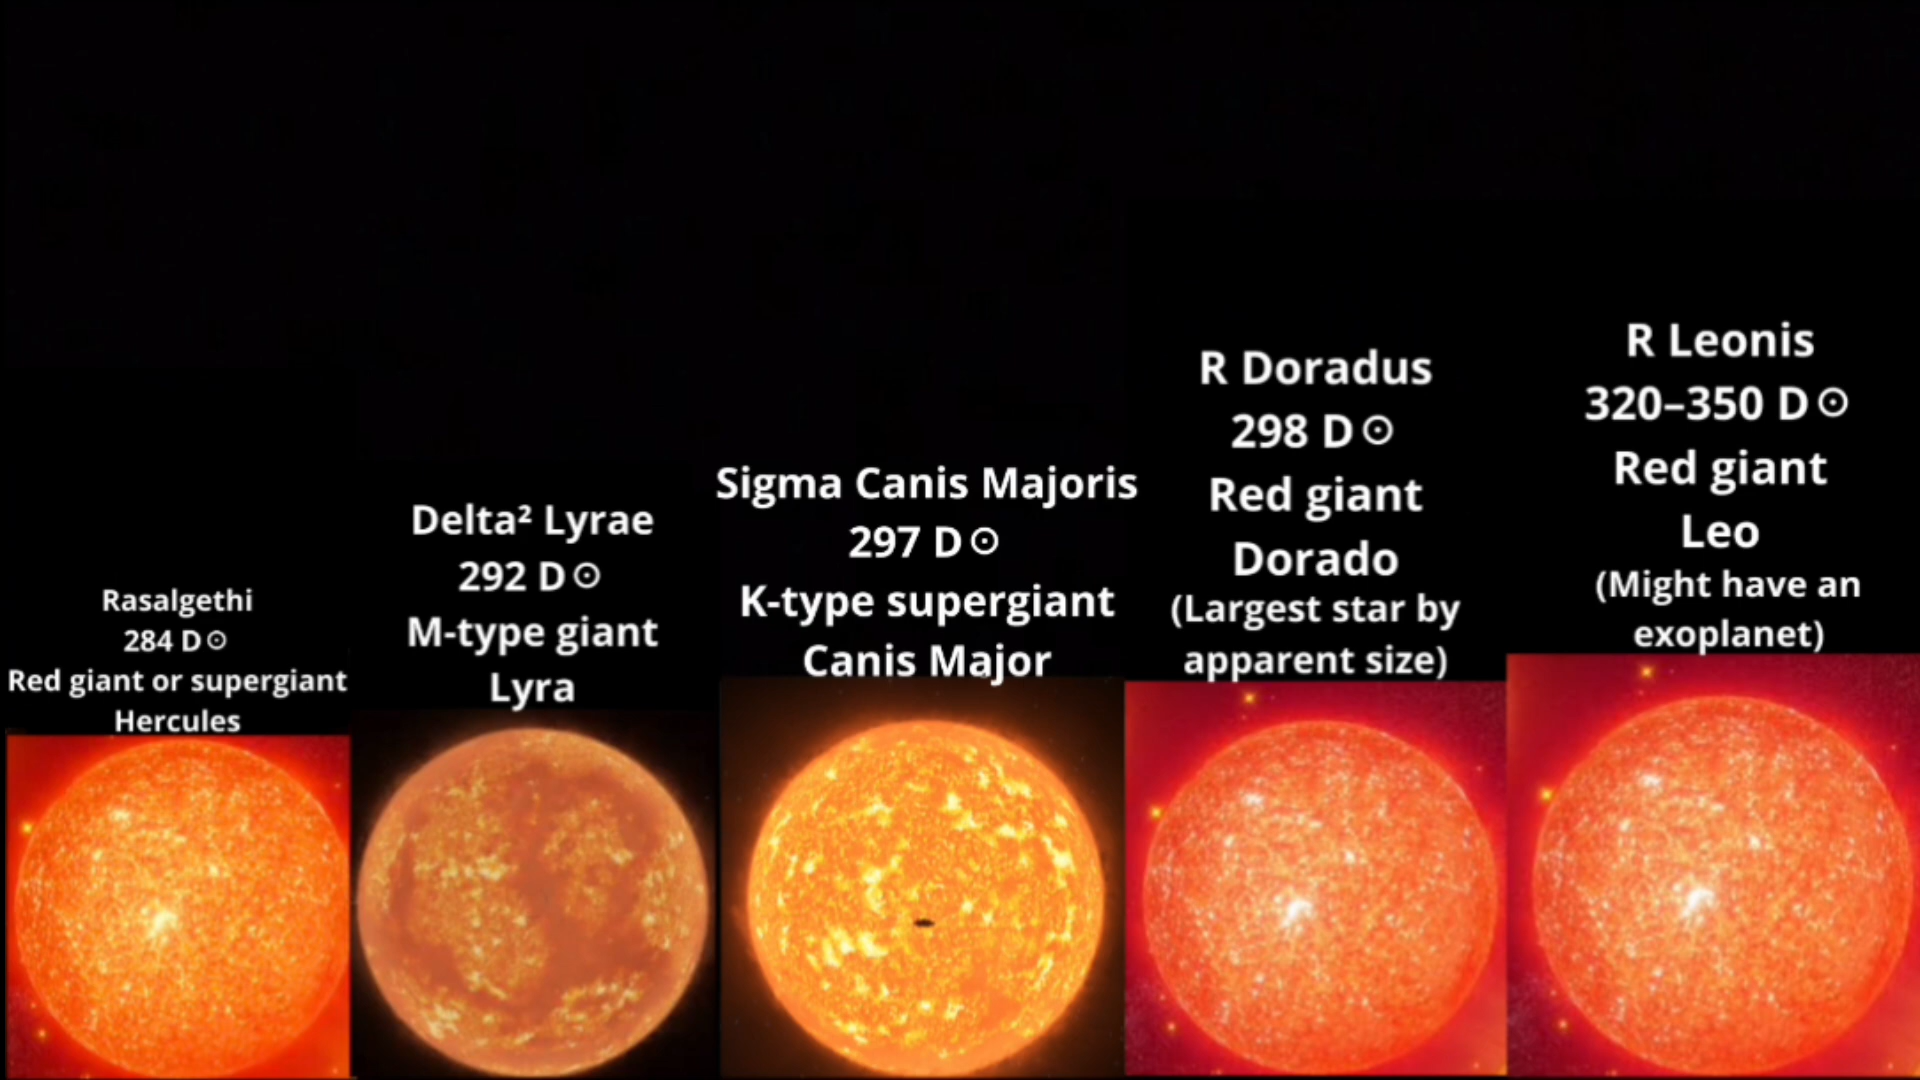 Rasalgethi
284 D☉
Red giant or supergiant
Hercules
Delta² Lyrae
292 D☉
M-type giant
Lyra
Sigma Canis Majoris
297 D☉
K-type supergiant
Canis Major
R Doradus
298 D☉
Red giant
Dorado
(Largest star by
apparent size)
R Leonis
320–350 D☉
Red giant
Leo
(Might have an
exoplanet)